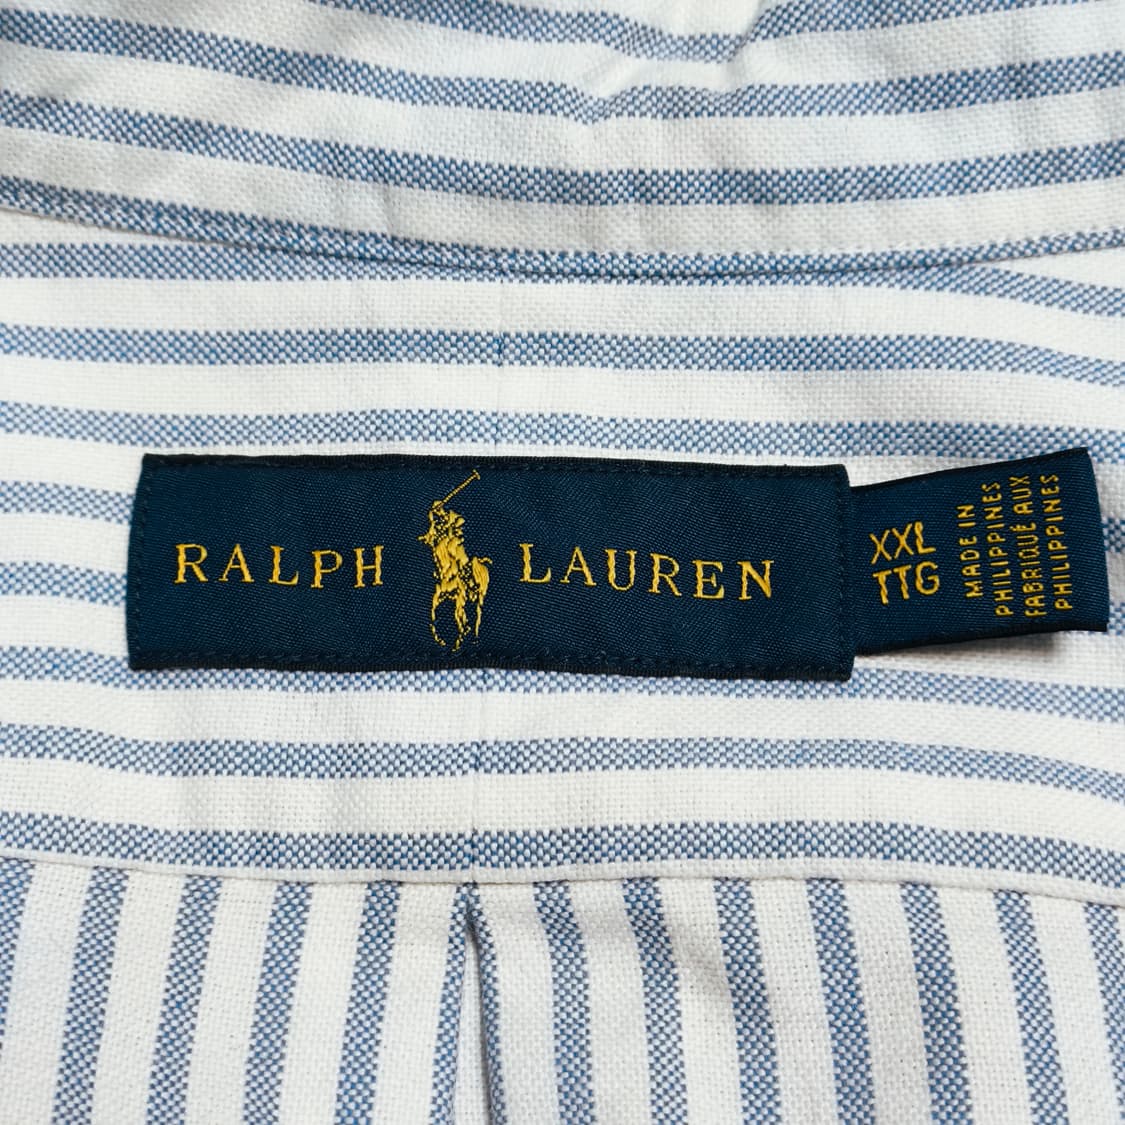 RALPH LAUREN
XXL
TTG
MADE IN
PHILIPPINES
FABRIQUÉ AUX
PHILIPPINES